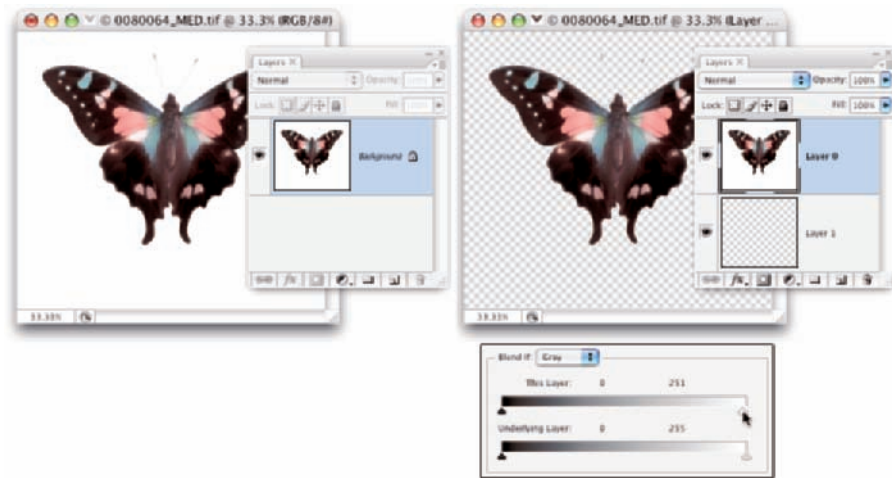 © 0080064_MED.tif @ 33.3% (RGB/8#)
Layers ×
Normal
Opacity:
Lock:
Fill:
Background
33.33%
© 0080064_MED.tif @ 33.3% (Layer ...
Layers ×
Normal
Opacity: 100%
Lock:
Fill: 100%
Layer 0
Layer 1
fx
33.33%
Blend If: Gray
This Layer: 0 251
Underlying Layer: 0 255